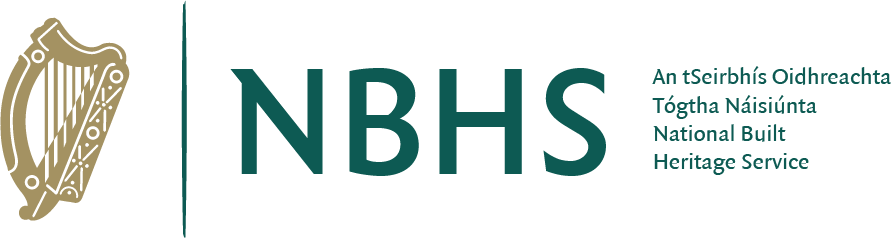 NBHS
An tSeirbhís Oidhreachta
Tógtha Náisiúnta
National Built
Heritage Service